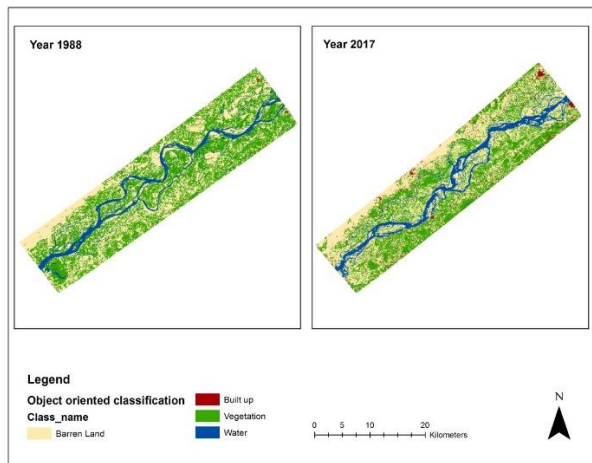 Year 1988
Year 2017
Legend
Object oriented classification
Class_name
Barren Land
Built up
Vegetation
Water
0 5 10 20
Kilometers
N